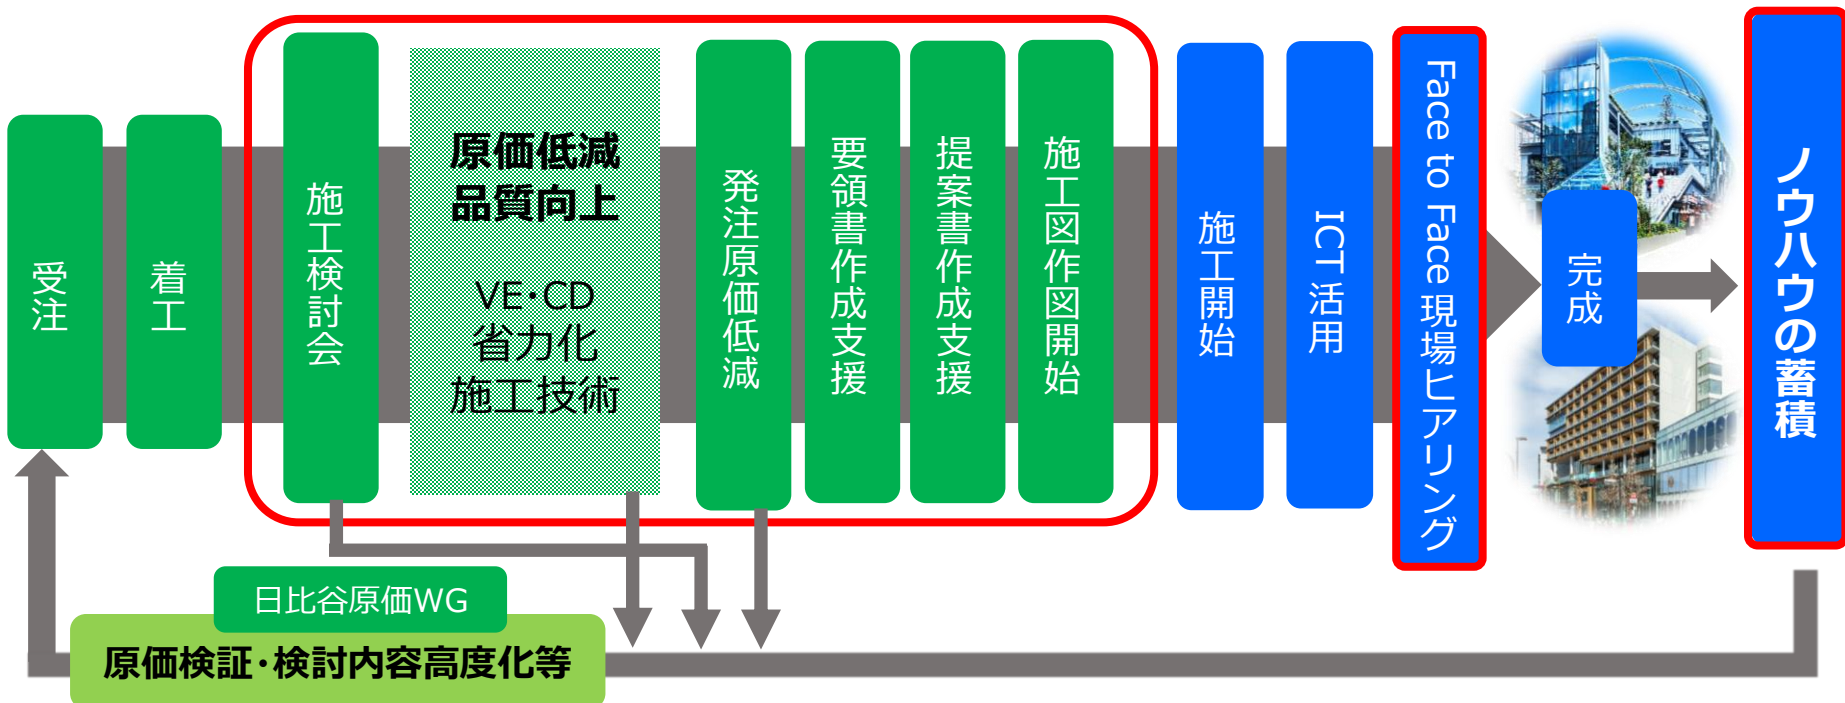 受注
着工
施工検討会
原価低減
品質向上
VE・CD
省力化
施工技術
発注原価低減
要領書作成支援
提案書作成支援
施工図作図開始
施工開始
ICT 活用
Face to Face 現場ヒアリング
完成
ノウハウの蓄積
日比谷原価WG
原価検証・検討内容高度化等